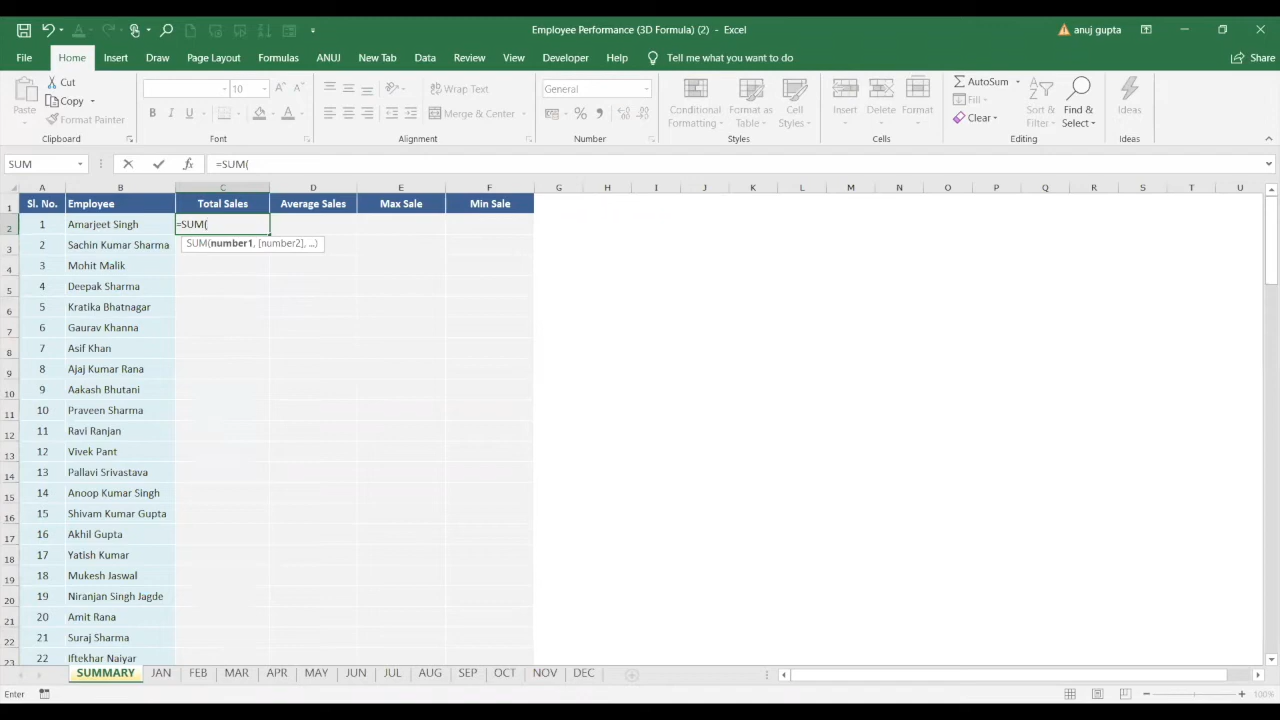 Employee Performance (3D Formula) (2) - Excel
anuj gupta
File Home Insert Draw Page Layout Formulas ANUJ New Tab Data Review View Developer Help Tell me what you want to do Share
Paste
Cut
Copy
Format Painter
Clipboard
10
Font
Wrap Text
Merge & Center
Alignment
General
Number
Conditional Formatting
Format as Table
Cell Styles
Styles
Insert
Delete
Format
Cells
AutoSum
Fill
Clear
Sort & Filter
Find & Select
Editing
Ideas
Ideas
SUM fx =SUM(
A B C D E F G H I J K L M N O P Q R S T U
1 Sl. No. Employee Total Sales Average Sales Max Sale Min Sale
2 1 Amarjeet Singh =SUM(
SUM(number1, [number2], ...)
3 2 Sachin Kumar Sharma
4 3 Mohit Malik
5 4 Deepak Sharma
6 5 Kratika Bhatnagar
7 6 Gaurav Khanna
8 7 Asif Khan
9 8 Ajaj Kumar Rana
10 9 Aakash Bhutani
11 10 Praveen Sharma
12 11 Ravi Ranjan
13 12 Vivek Pant
14 13 Pallavi Srivastava
15 14 Anoop Kumar Singh
16 15 Shivam Kumar Gupta
17 16 Akhil Gupta
18 17 Yatish Kumar
19 18 Mukesh Jaswal
20 19 Niranjan Singh Jagde
21 20 Amit Rana
22 21 Suraj Sharma
23 22 Iftekhar Naiyar
SUMMARY JAN FEB MAR APR MAY JUN JUL AUG SEP OCT NOV DEC
Enter 100%